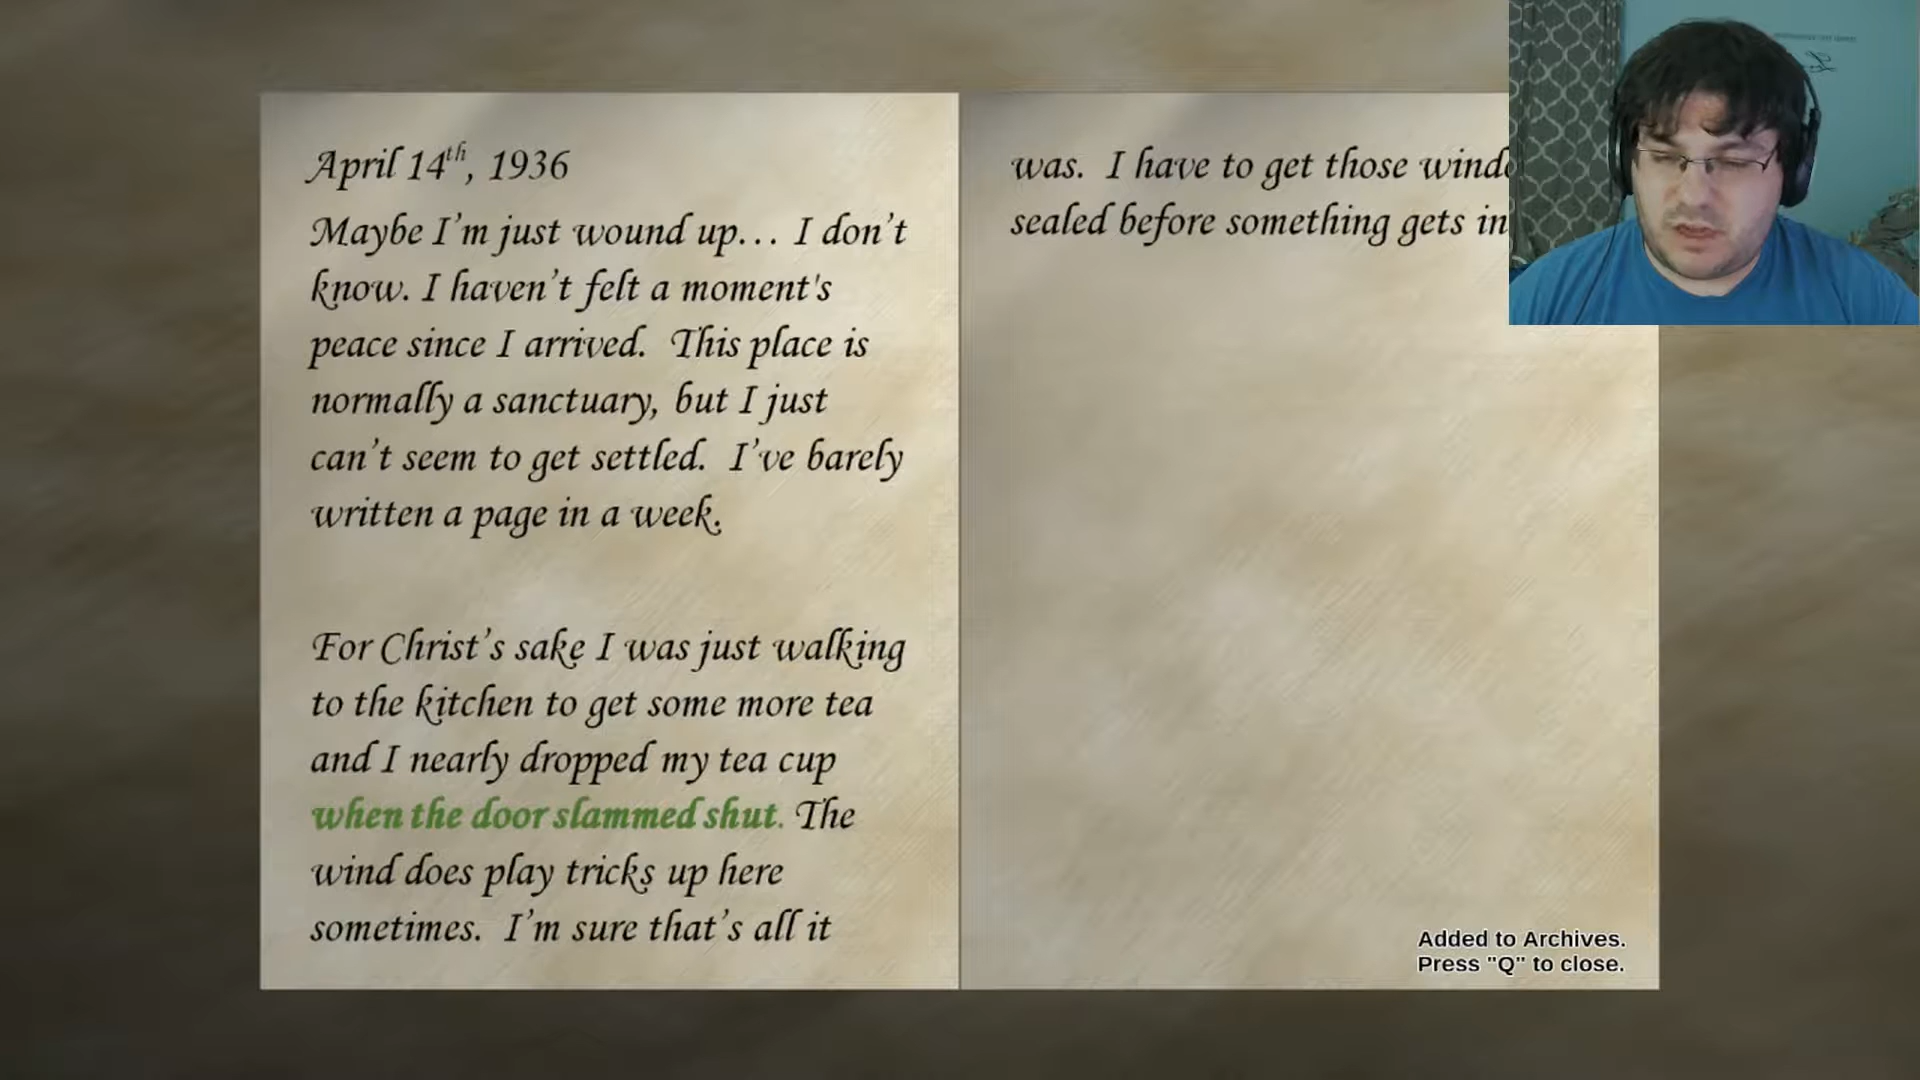 April 14th, 1936
Maybe I'm just wound up... I don't
know. I haven't felt a moment's
peace since I arrived.  This place is
normally a sanctuary, but I just
can't seem to get settled.  I've barely
written a page in a week.
For Christ's sake I was just walking
to the kitchen to get some more tea
and I nearly dropped my tea cup
when the door slammed shut. The
wind does play tricks up here
sometimes.  I'm sure that's all it
was.  I have to get those
sealed before something gets in
Added to Archives.
Press "Q" to close.